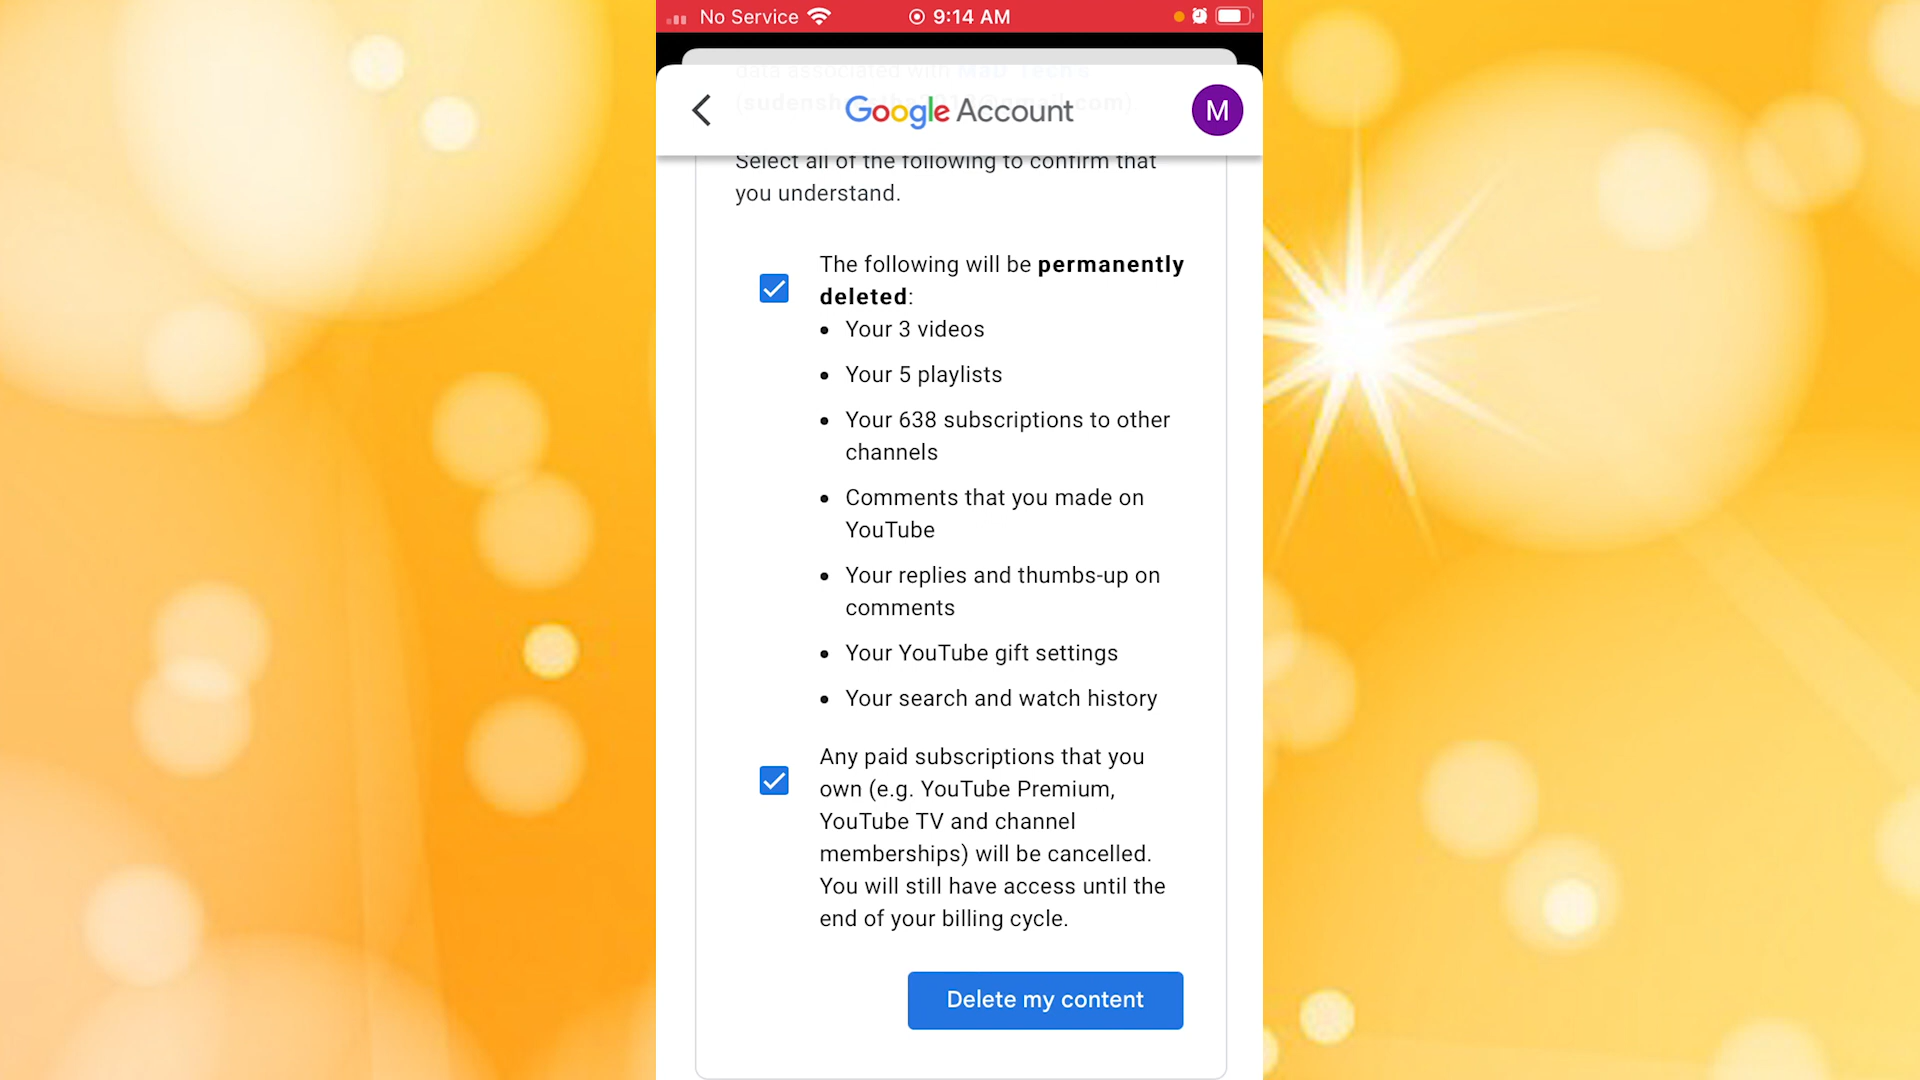 No Service
9:14 AM
data associated with
Google Account
M
Select all of the following to confirm that
you understand.
The following will be permanently
deleted:
• Your 3 videos
• Your 5 playlists
• Your 638 subscriptions to other
channels
• Comments that you made on
YouTube
• Your replies and thumbs-up on
comments
• Your YouTube gift settings
• Your search and watch history
Any paid subscriptions that you
own (e.g. YouTube Premium,
YouTube TV and channel
memberships) will be cancelled.
You will still have access until the
end of your billing cycle.
Delete my content